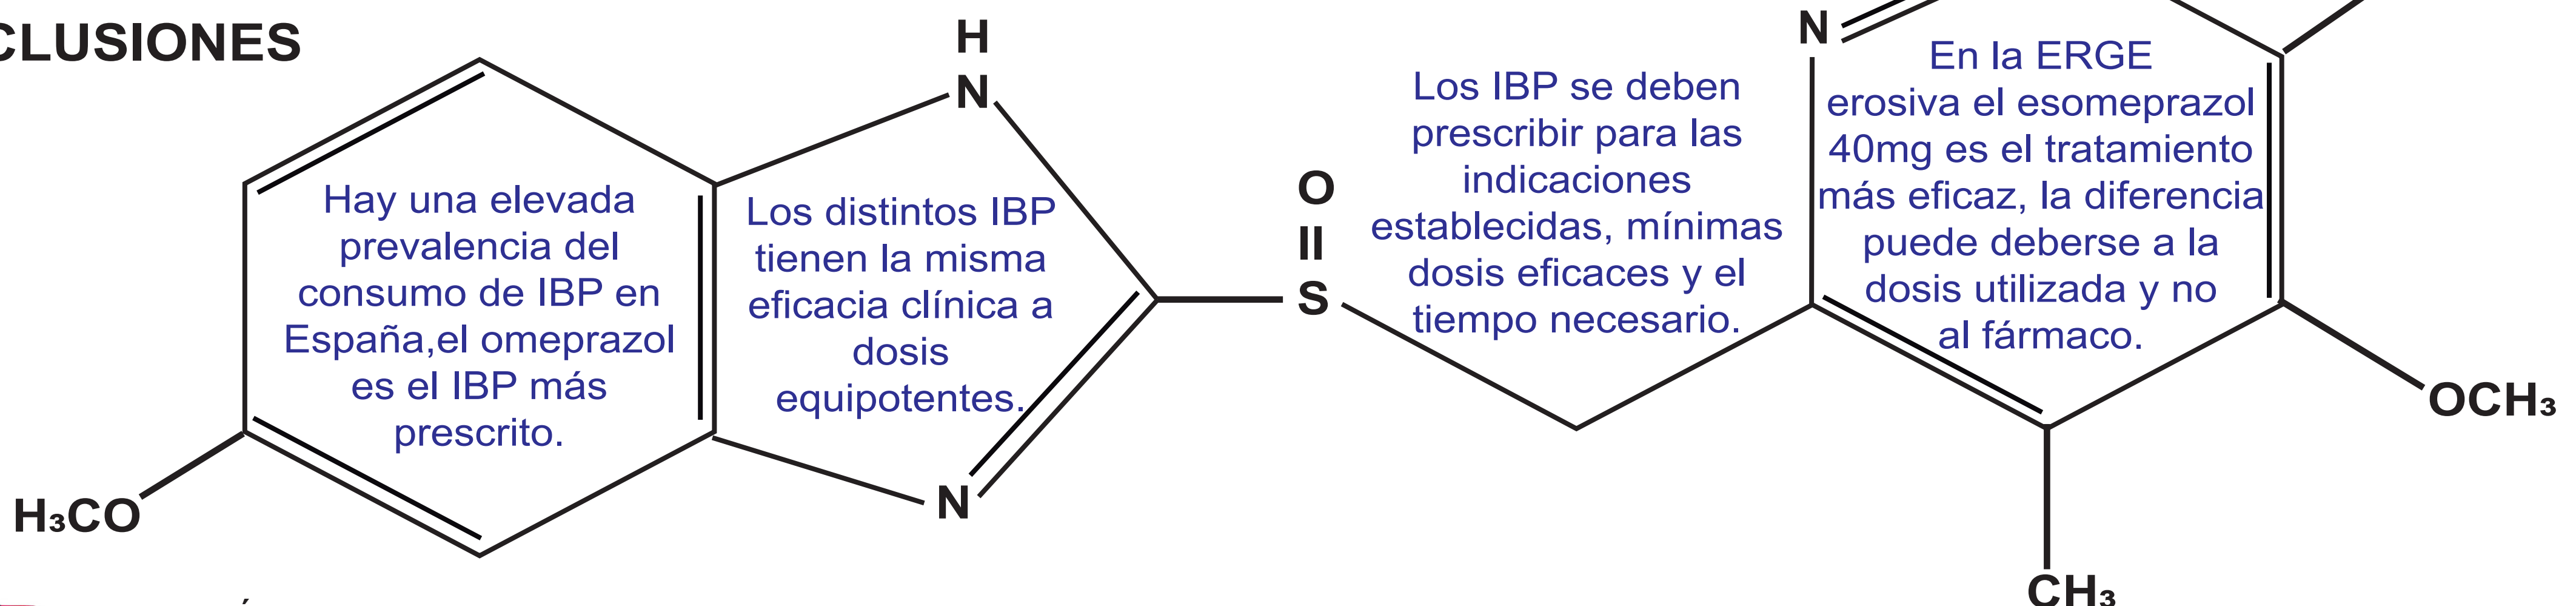 CLUSIONES
Hay una elevada
prevalencia del
consumo de IBP en
España,el omeprazol
es el IBP más
prescrito.
Los distintos IBP
tienen la misma
eficacia clínica a
dosis
equipotentes.
Los IBP se deben
prescribir para las
indicaciones
establecidas, mínimas
dosis eficaces y el
tiempo necesario.
En la ERGE
erosiva el esomeprazol
40mg es el tratamiento
más eficaz, la diferencia
puede deberse a la
dosis utilizada y no
al fármaco.
H₃CO
H
N
N
O
S
N
OCH₃
CH₃